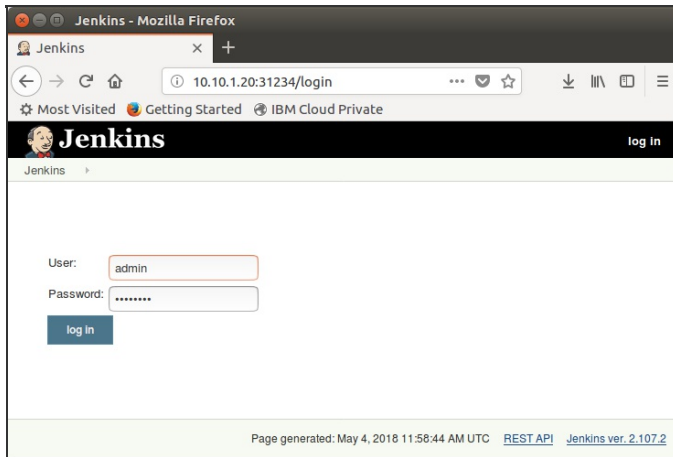 Jenkins - Mozilla Firefox
Jenkins
10.10.1.20:31234/login
Most Visited Getting Started IBM Cloud Private
Jenkins log in
Jenkins
User: admin
Password: ••••••••
log in
Page generated: May 4, 2018 11:58:44 AM UTC REST API Jenkins ver. 2.107.2